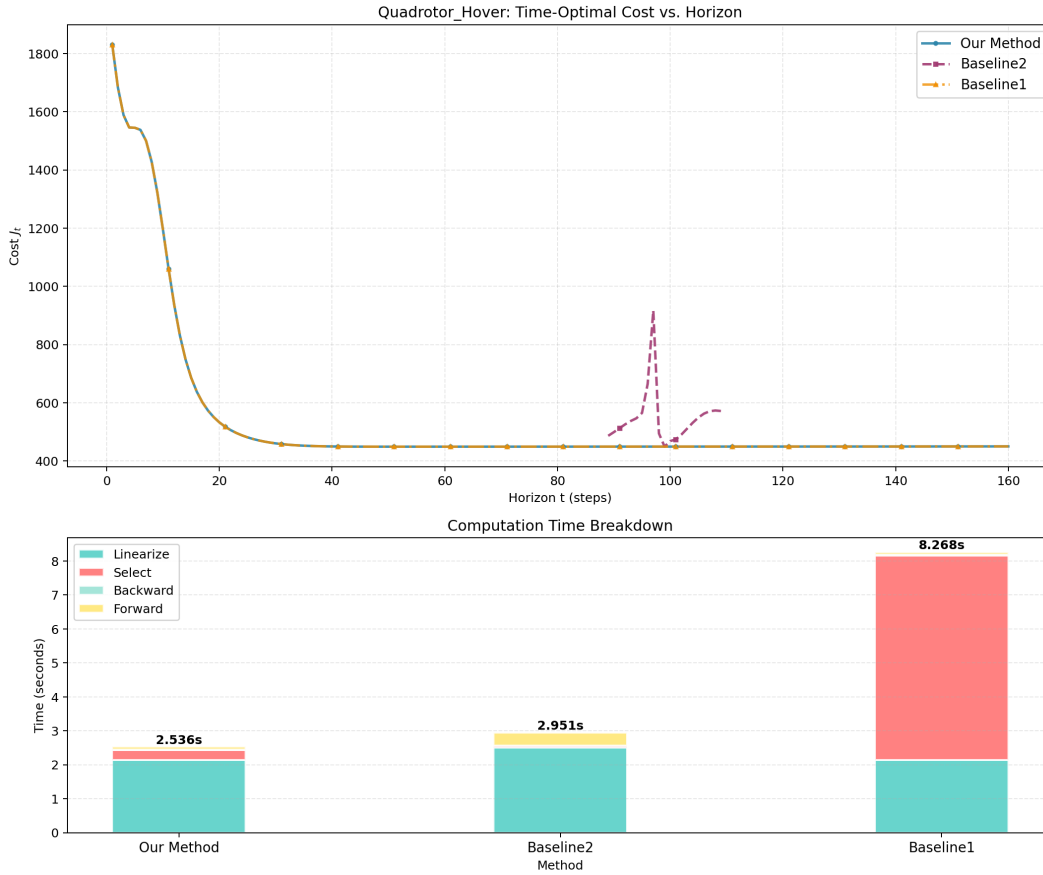 Quadrotor_Hover: Time-Optimal Cost vs. Horizon
Cost Jt
1800
1600
1400
1200
1000
800
600
400
Our Method
Baseline2
Baseline1
0 20 40 60 80 100 120 140 160
Horizon t (steps)
Computation Time Breakdown
Time (seconds)
8
7
6
5
4
3
2
1
0
Linearize
Select
Backward
Forward
2.536s
2.951s
8.268s
Our Method Baseline2 Baseline1
Method